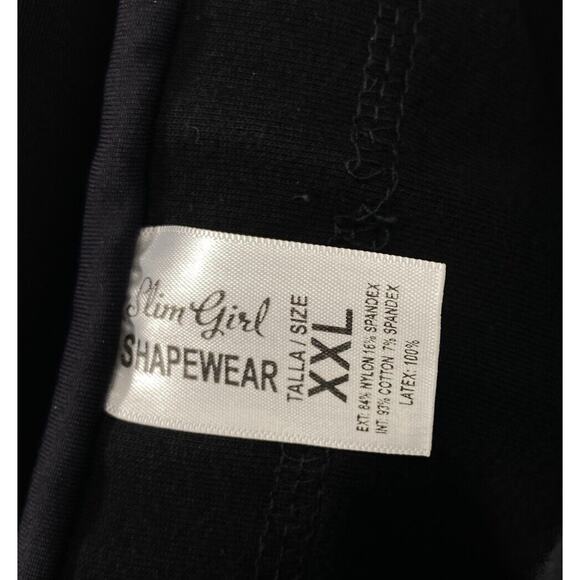 Slim Girl
SHAPEWEAR
TALLA / SIZE
XXL
EXT: 84% NYLON 16% SPANDEX
INT: 93% COTTON 7% SPANDEX
LATEX: 100%